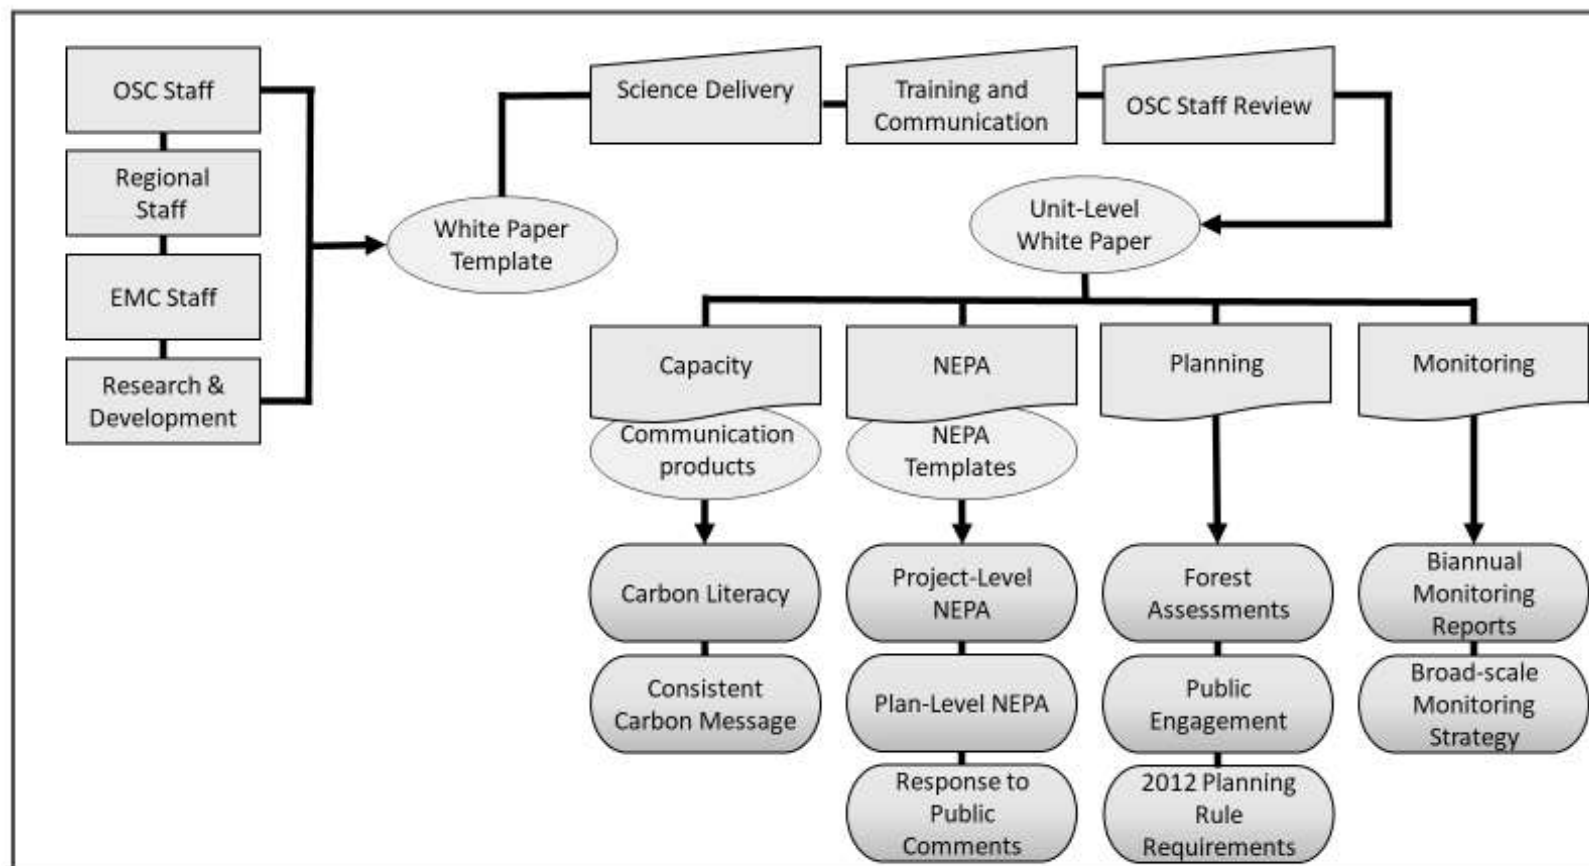 OSC Staff
Regional
Staff
EMC Staff
Research &
Development
White Paper
Template
Science Delivery
Training and
Communication
OSC Staff Review
Unit-Level
White Paper
Capacity
Communication
products
Carbon Literacy
Consistent
Carbon Message
NEPA
NEPA
Templates
Project-Level
NEPA
Plan-Level NEPA
Response to
Public
Comments
Planning
Forest
Assessments
Public
Engagement
2012 Planning
Rule
Requirements
Monitoring
Biannual
Monitoring
Reports
Broad-scale
Monitoring
Strategy